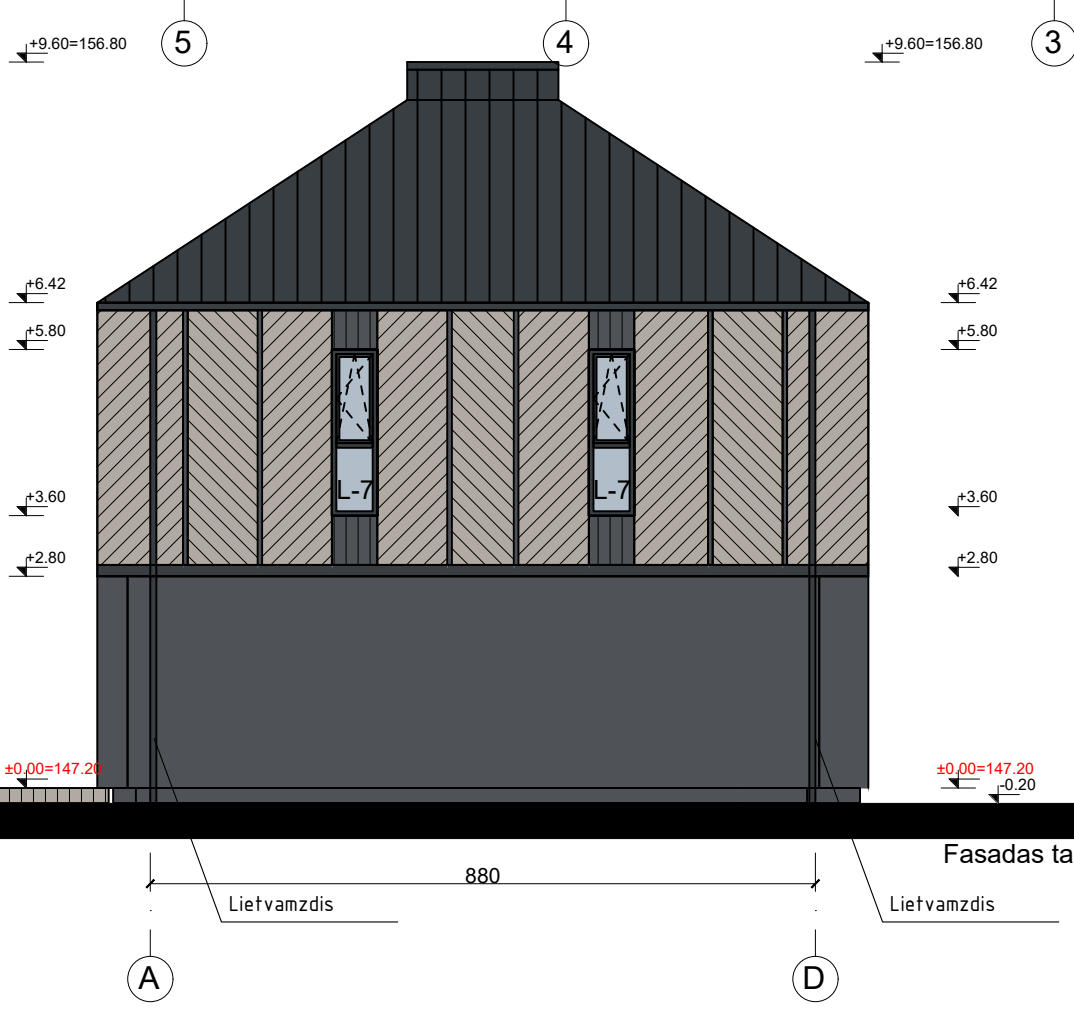 5
4
3
+9.60=156.80
+9.60=156.80
+6.42
+6.42
+5.80
+5.80
L-7
L-7
+3.60
+3.60
+2.80
+2.80
±0.00=147.20
±0.00=147.20
-0.20
Fasadas ta
880
Lietvamzdis
Lietvamzdis
A
D